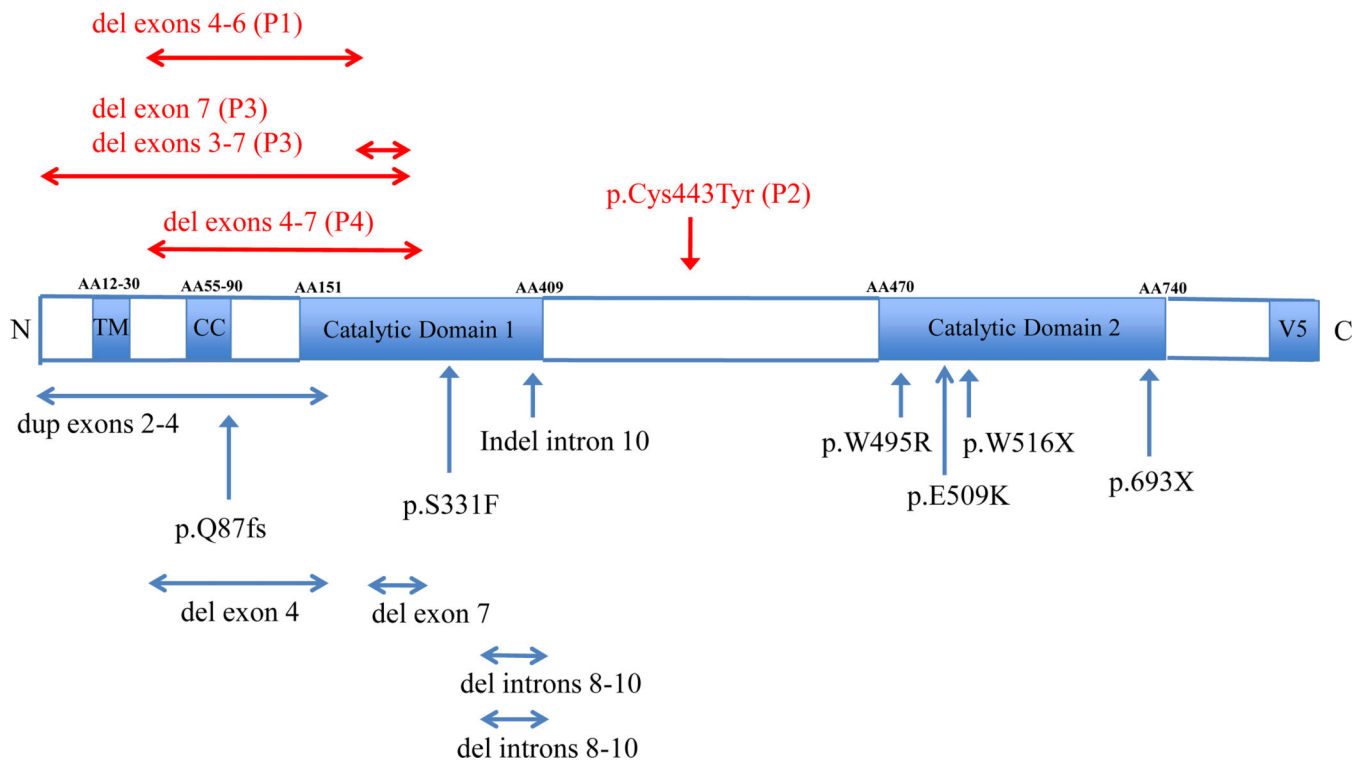 del exons 4-6 (P1)
del exon 7 (P3)
del exons 3-7 (P3)
p.Cys443Tyr (P2)
del exons 4-7 (P4)
AA12-30 AA55-90 AA151 AA409 AA470 AA740
N TM CC Catalytic Domain 1 Catalytic Domain 2 V5 C
dup exons 2-4
Indel intron 10
p.W495R
p.W516X
p.693X
p.E509K
p.S331F
p.Q87fs
del exon 4
del exon 7
del introns 8-10
del introns 8-10